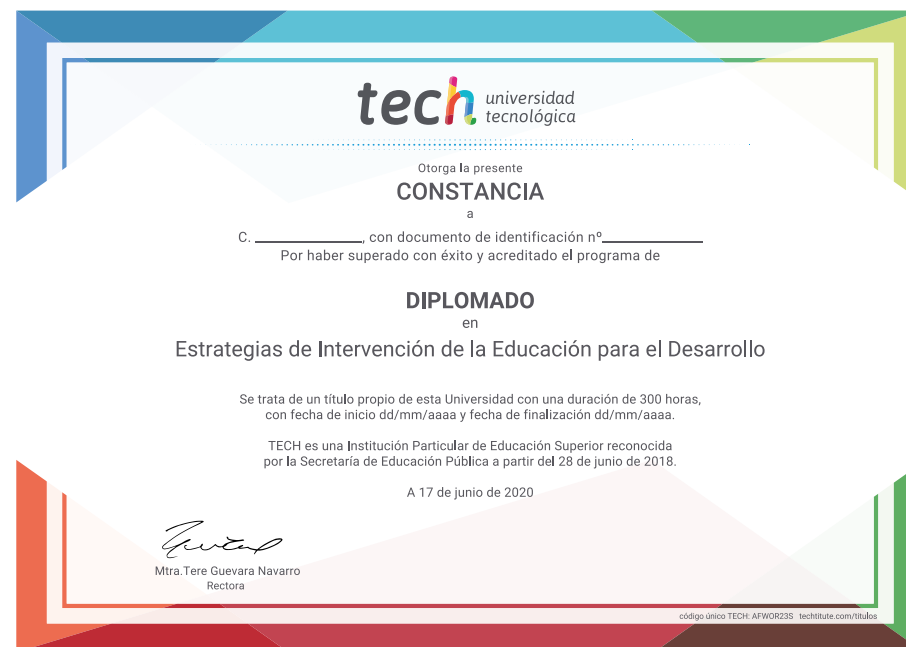 tech universidad
tecnológica
Otorga la presente
CONSTANCIA
a
C. ____________, con documento de identificación nº____________
Por haber superado con éxito y acreditado el programa de
DIPLOMADO
en
Estrategias de Intervención de la Educación para el Desarrollo
Se trata de un título propio de esta Universidad con una duración de 300 horas,
con fecha de inicio dd/mm/aaaa y fecha de finalización dd/mm/aaaa.
TECH es una Institución Particular de Educación Superior reconocida
por la Secretaría de Educación Pública a partir del 28 de junio de 2018.
A 17 de junio de 2020
Mtra.Tere Guevara Navarro
Rectora
código único TECH: AFWOR23S techtitute.com/titulos